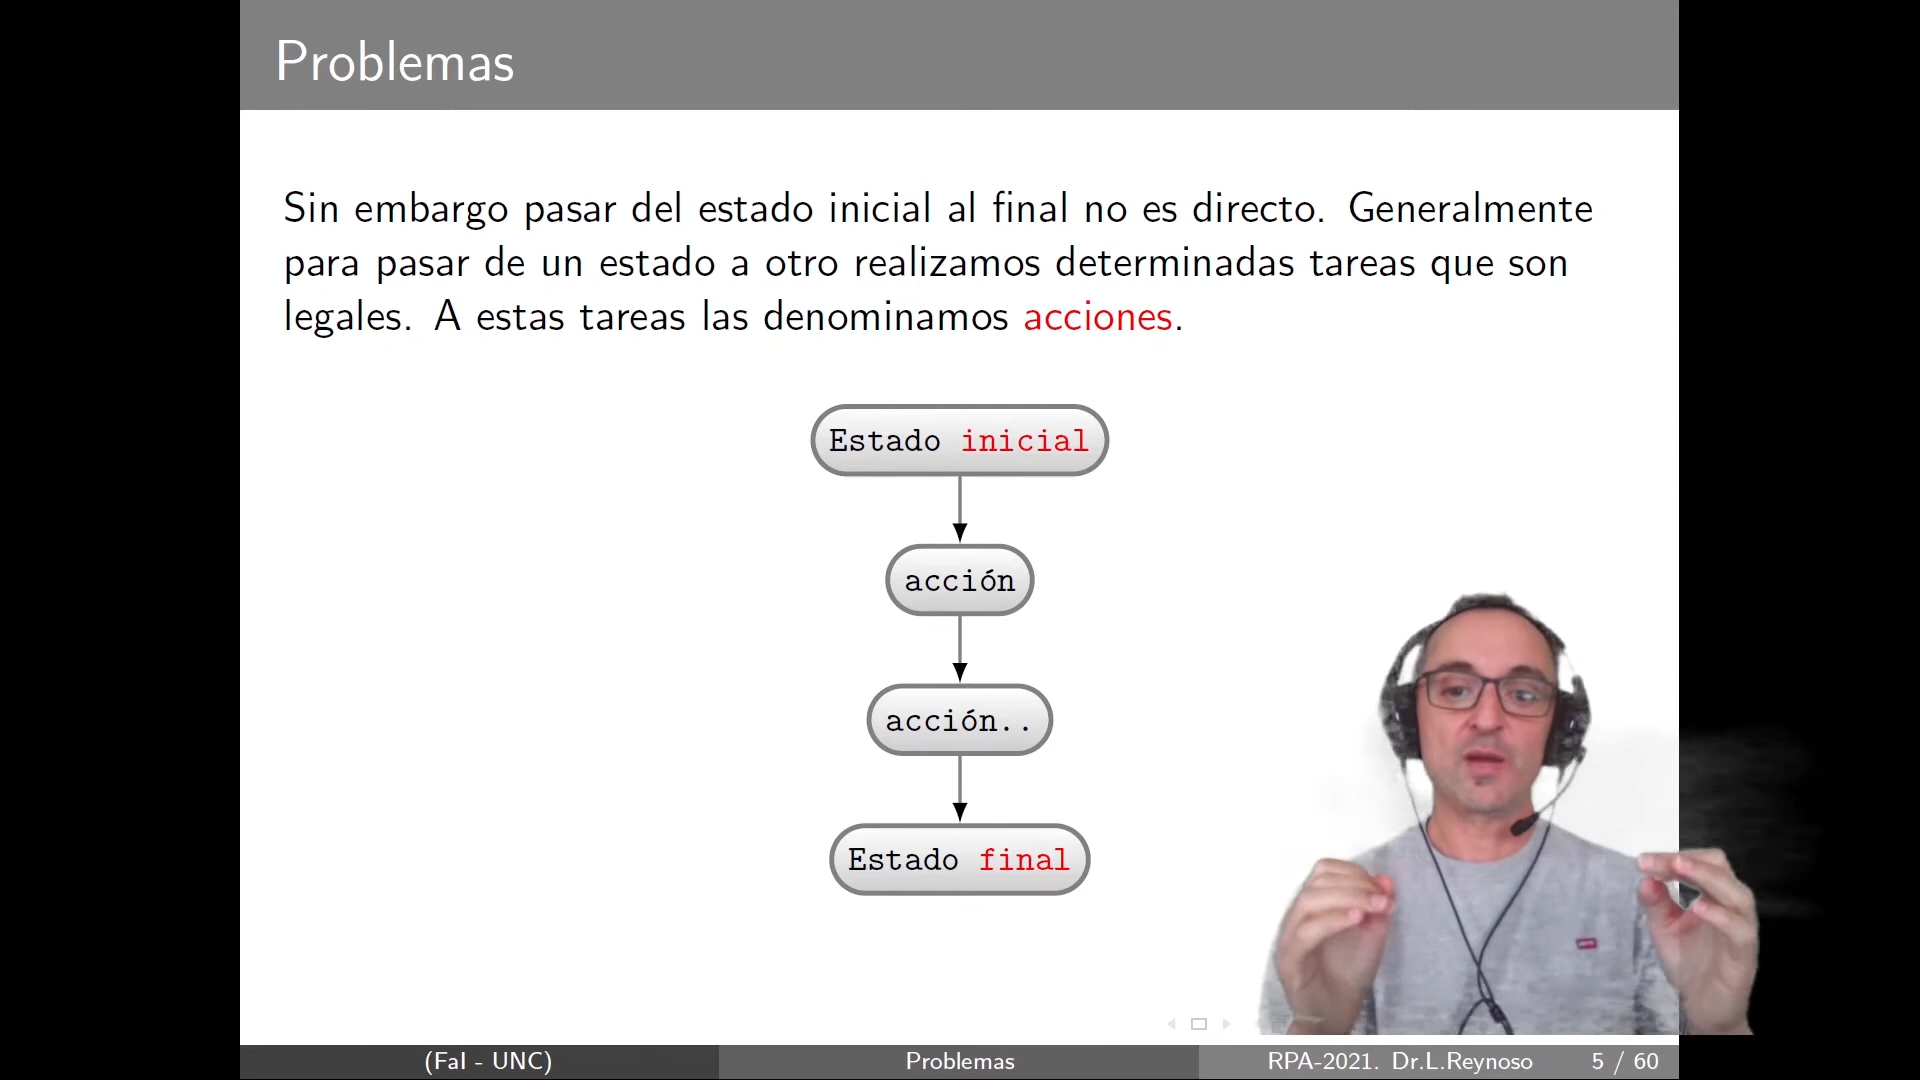 Problemas
Sin embargo pasar del estado inicial al final no es directo. Generalmente
para pasar de un estado a otro realizamos determinadas tareas que son
legales. A estas tareas las denominamos acciones.
Estado inicial
acción
acción..
Estado final
(FaI - UNC)
Problemas
RPA-2021. Dr.L.Reynoso
5 / 60